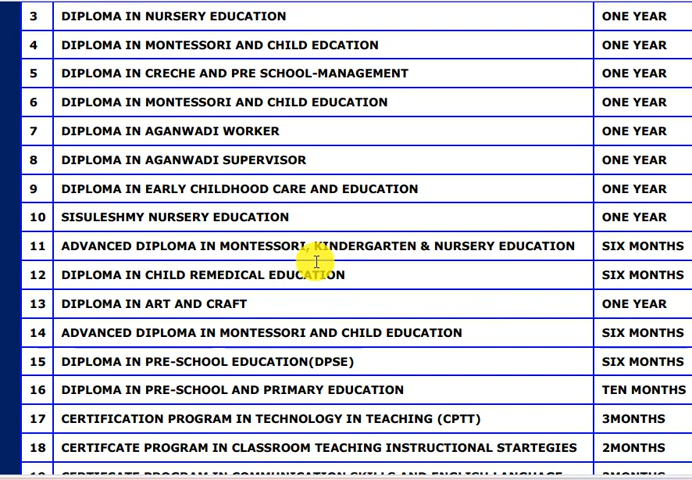 3 DIPLOMA IN NURSERY EDUCATION ONE YEAR
4 DIPLOMA IN MONTESSORI AND CHILD EDCATION ONE YEAR
5 DIPLOMA IN CRECHE AND PRE SCHOOL-MANAGEMENT ONE YEAR
6 DIPLOMA IN MONTESSORI AND CHILD EDUCATION ONE YEAR
7 DIPLOMA IN AGANWADI WORKER ONE YEAR
8 DIPLOMA IN AGANWADI SUPERVISOR ONE YEAR
9 DIPLOMA IN EARLY CHILDHOOD CARE AND EDUCATION ONE YEAR
10 SISULESHMY NURSERY EDUCATION ONE YEAR
11 ADVANCED DIPLOMA IN MONTESSORI, KINDERGARTEN & NURSERY EDUCATION SIX MONTHS
12 DIPLOMA IN CHILD REMEDICAL EDUCATION SIX MONTHS
13 DIPLOMA IN ART AND CRAFT ONE YEAR
14 ADVANCED DIPLOMA IN MONTESSORI AND CHILD EDUCATION SIX MONTHS
15 DIPLOMA IN PRE-SCHOOL EDUCATION(DPSE) SIX MONTHS
16 DIPLOMA IN PRE-SCHOOL AND PRIMARY EDUCATION TEN MONTHS
17 CERTIFICATION PROGRAM IN TECHNOLOGY IN TEACHING (CPTT) 3MONTHS
18 CERTIFCATE PROGRAM IN CLASSROOM TEACHING INSTRUCTIONAL STARTEGIES 2MONTHS
PROGRAM IN COMMUNICATION SKILLS AND ENGLISH LANGUAGE